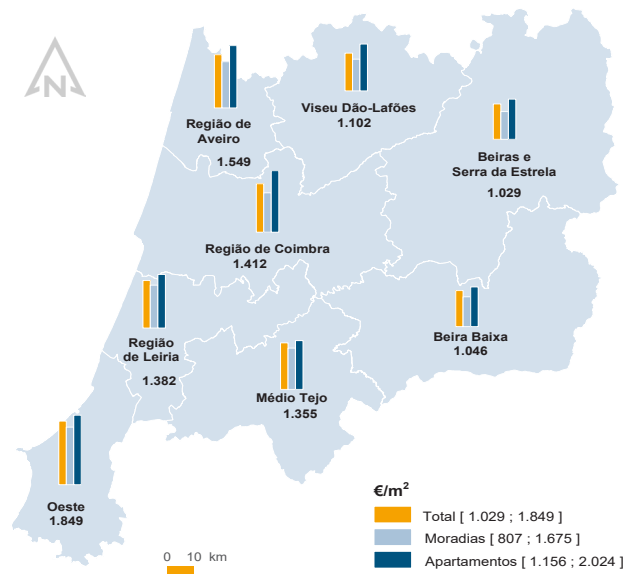 N
Região de
Aveiro
1.549
Viseu Dão-Lafões
1.102
Beiras e
Serra da Estrela
1.029
Região de Coimbra
1.412
Região
de Leiria
1.382
Médio Tejo
1.355
Beira Baixa
1.046
Oeste
1.849
0 10 km
€/m²
Total [ 1.029 ; 1.849 ]
Moradias [ 807 ; 1.675 ]
Apartamentos [ 1.156 ; 2.024 ]